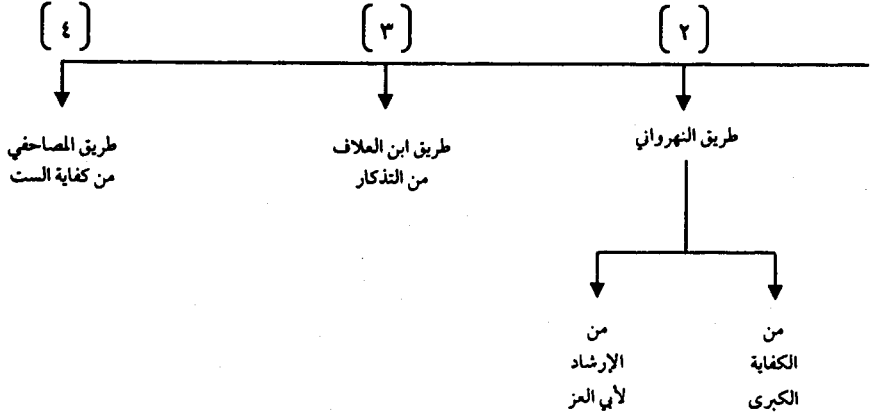 [ ٢ ]
[ ٣ ]
[ ٤ ]
طريق النهرواني
طريق ابن العلاف
من التذكار
طريق المصاحفي
من كفاية الست
من
الكفاية
الكبرى
من
الإرشاد
لأبي العز